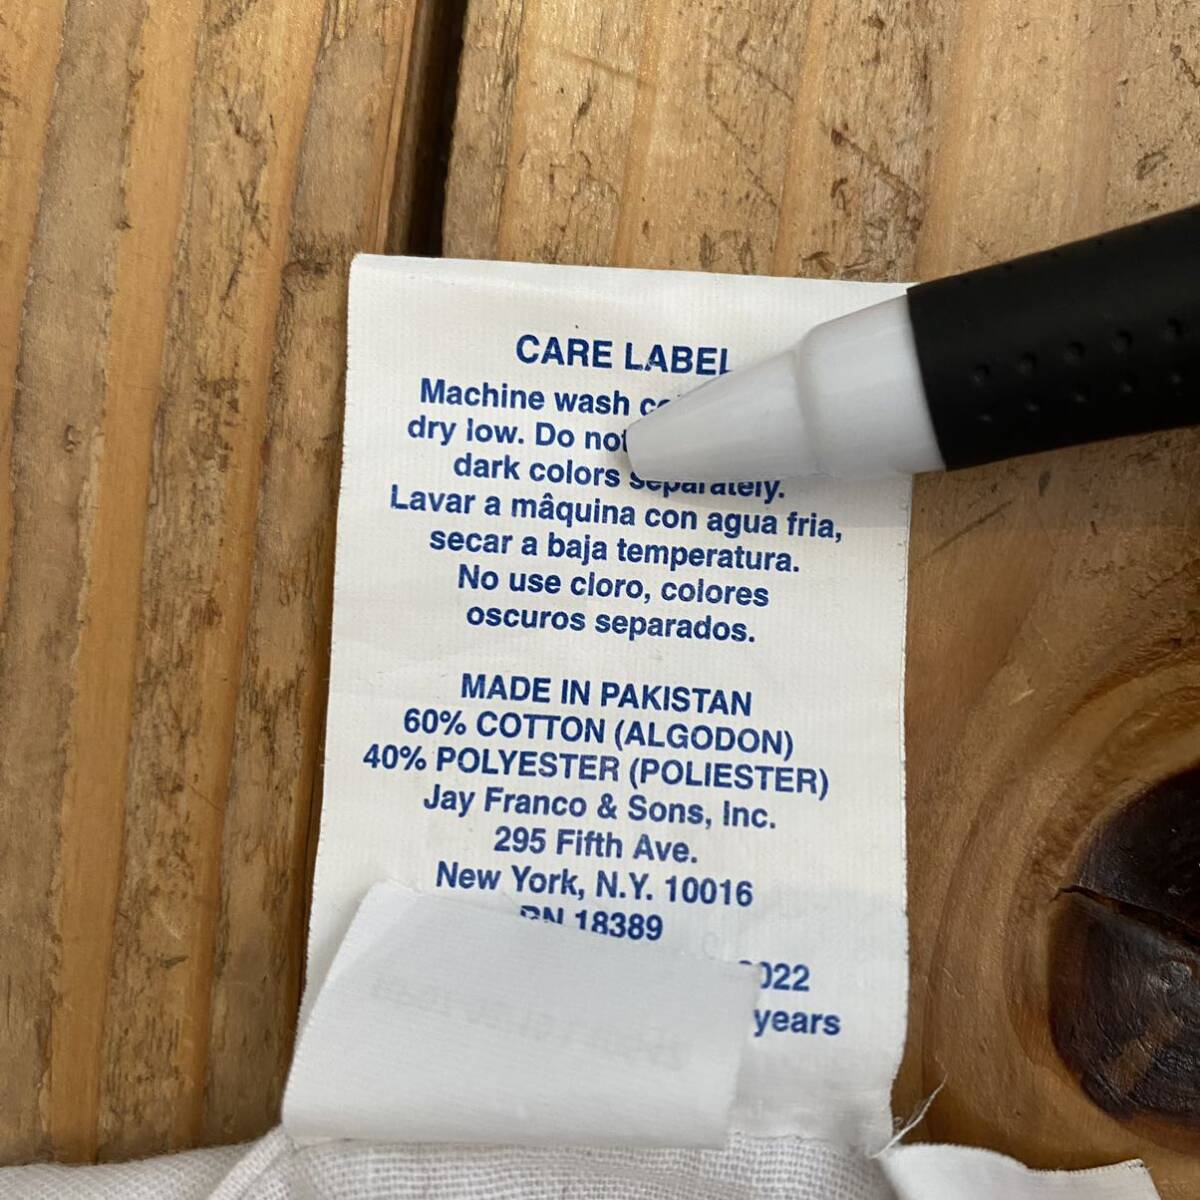 CARE LABEL
Machine wash
dry low. Do not
dark colors separately.
Lavar a mâquina con agua fria,
secar a baja temperatura.
No use cloro, colores
oscuros separados.
MADE IN PAKISTAN
60% COTTON (ALGODON)
40% POLYESTER (POLIESTER)
Jay Franco & Sons, Inc.
295 Fifth Ave.
New York, N.Y. 10016
RN 18389
022
years